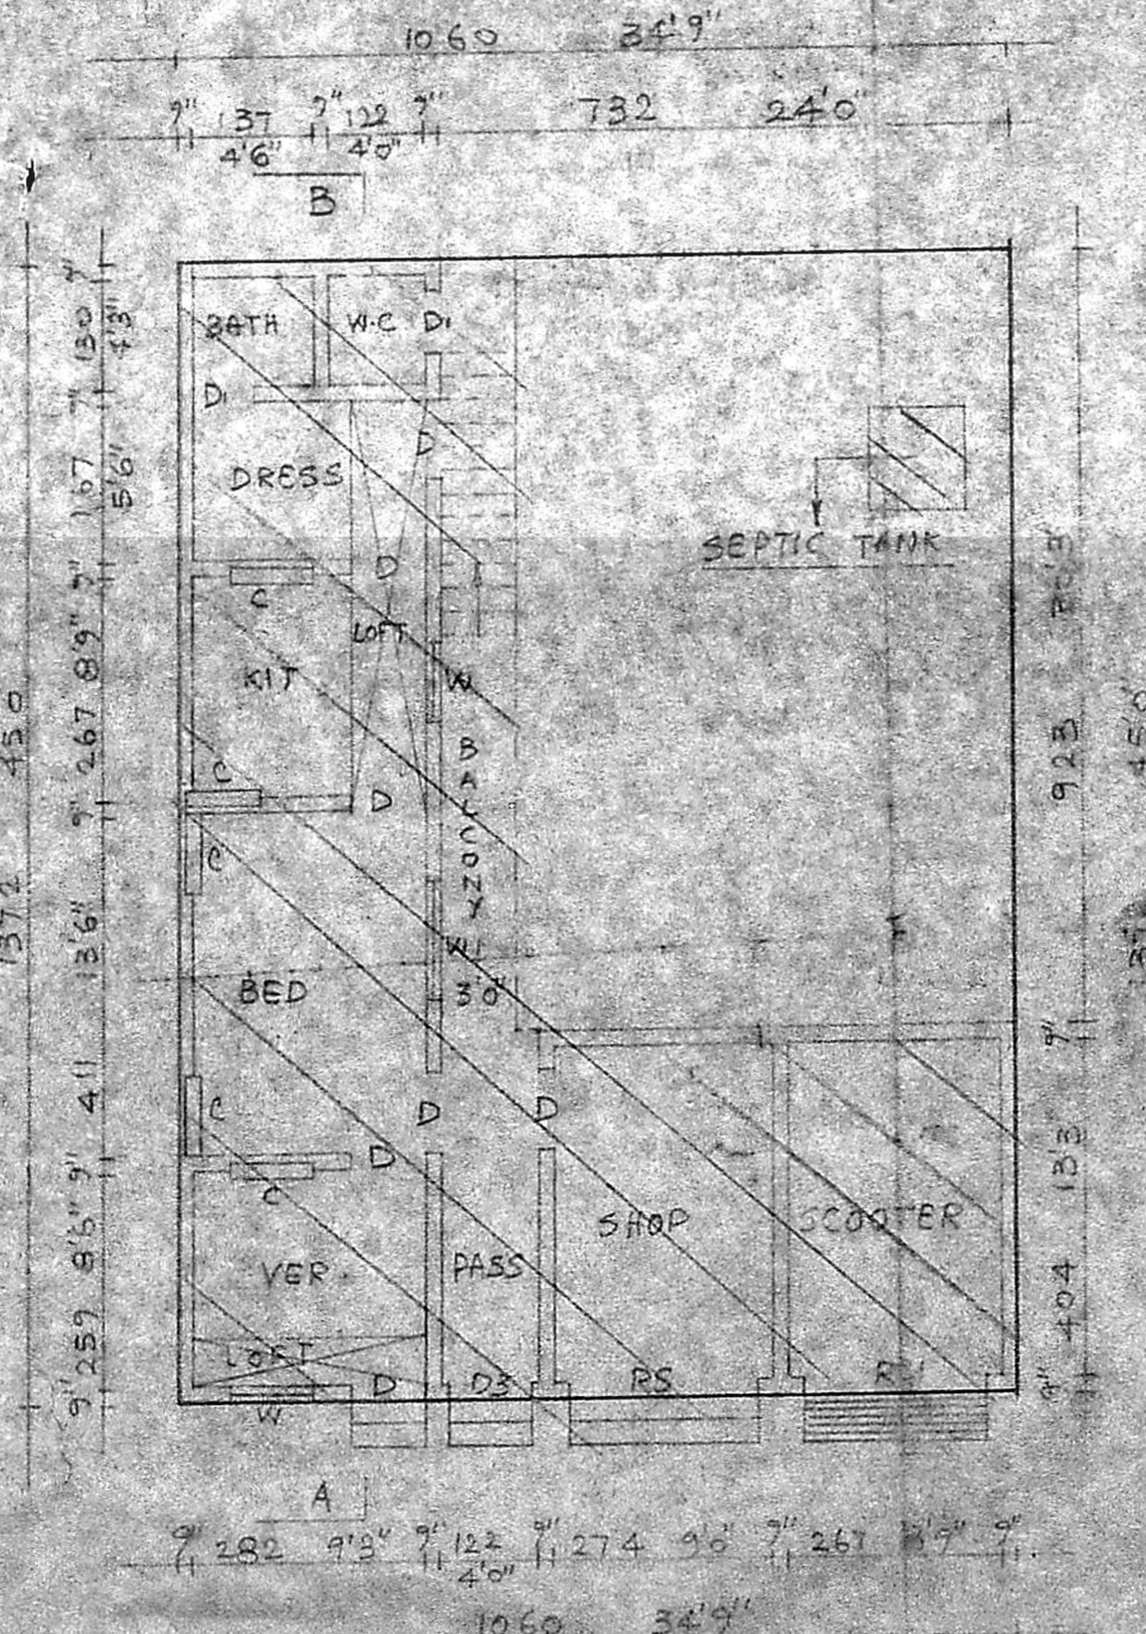 1060 34'9"
9" 137 9" 122 9" 732 24'0"
4'6" 4'0"
B
BATH W.C D1
D1
D
DRESS
SEPTIC TANK
D
C
LOFT
KIT
W
BALCONY
C
D
C
W1
3'0"
BED
C
D
D
D
C
SHOP
SCOOTER
VER
PASS
LOFT
D
D3
RS
W
A
9" 282 9'3" 9" 122 9" 274 9'0" 9" 267 9"
4'0"
1060 34'9"
9"
130 4'3"
167 5'6"
9"
267 8'9"
9"
411 13'6"
9"
259
9"
1372 450
923
9"
404 133
9"